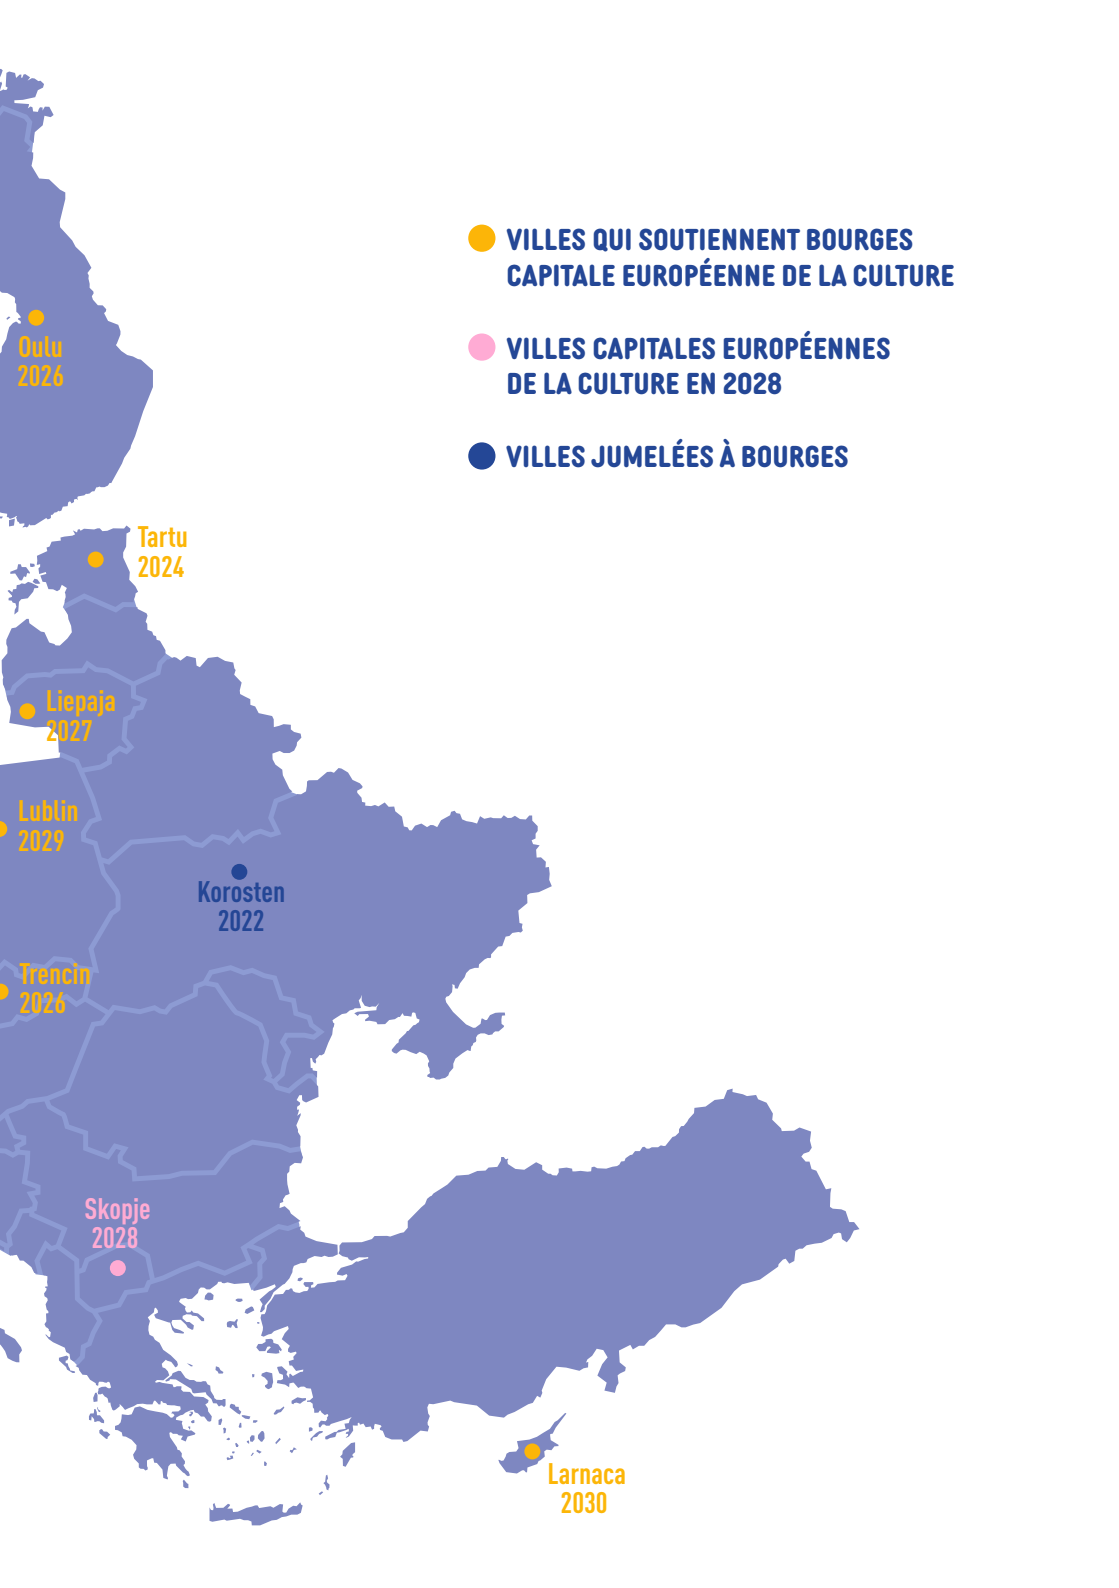 VILLES QUI SOUTIENNENT BOURGES
CAPITALE EUROPÉENNE DE LA CULTURE
VILLES CAPITALES EUROPÉENNES
DE LA CULTURE EN 2028
VILLES JUMELÉES À BOURGES
Oulu
2026
Tartu
2024
Liepaja
2027
Lublin
2029
Korosten
2022
Trencin
2026
Skopje
2028
Larnaca
2030